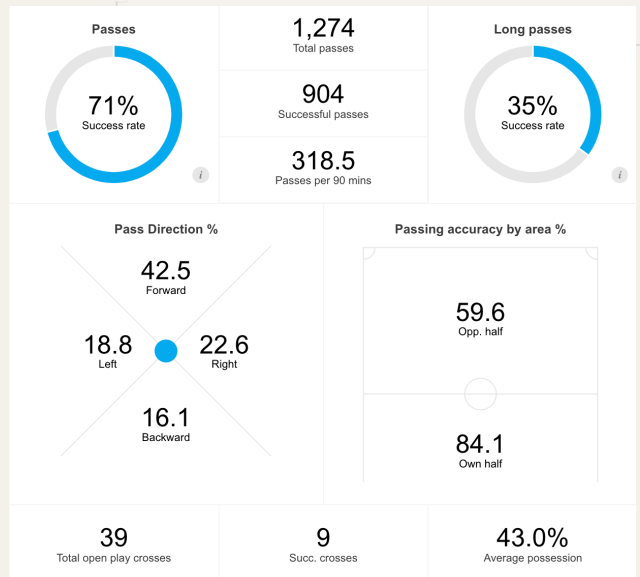 Passes
71%
Success rate
i
1,274
Total passes
904
Successful passes
318.5
Passes per 90 mins
Long passes
35%
Success rate
i
Pass Direction %
42.5
Forward
18.8
Left
22.6
Right
16.1
Backward
Passing accuracy by area %
59.6
Opp. half
84.1
Own half
39
Total open play crosses
9
Succ. crosses
43.0%
Average possession